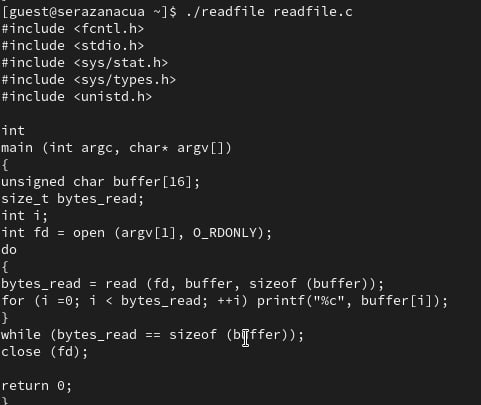 [guest@serazanacua ~]$ ./readfile readfile.c
#include <fcntl.h>
#include <stdio.h>
#include <sys/stat.h>
#include <sys/types.h>
#include <unistd.h>
int
main (int argc, char* argv[])
{
unsigned char buffer[16];
size_t bytes_read;
int i;
int fd = open (argv[1], O_RDONLY);
do
{
bytes_read = read (fd, buffer, sizeof (buffer));
for (i =0; i < bytes_read; ++i) printf("%c", buffer[i]);
}
while (bytes_read == sizeof (buffer));
close (fd);
return 0;
}